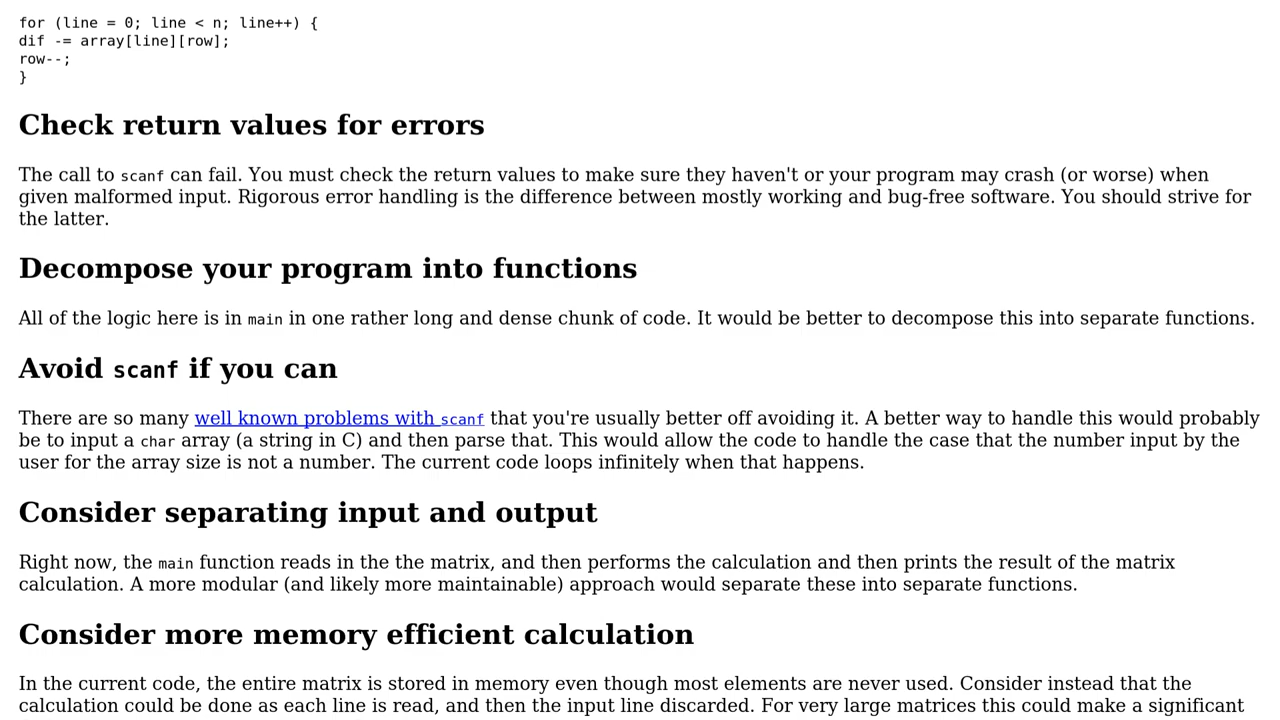 for (line = 0; line < n; line++) {
dif -= array[line][row];
row--;
}
Check return values for errors
The call to scanf can fail. You must check the return values to make sure they haven't or your program may crash (or worse) when
given malformed input. Rigorous error handling is the difference between mostly working and bug-free software. You should strive for
the latter.
Decompose your program into functions
All of the logic here is in main in one rather long and dense chunk of code. It would be better to decompose this into separate functions.
Avoid scanf if you can
There are so many well known problems with scanf that you're usually better off avoiding it. A better way to handle this would probably
be to input a char array (a string in C) and then parse that. This would allow the code to handle the case that the number input by the
user for the array size is not a number. The current code loops infinitely when that happens.
Consider separating input and output
Right now, the main function reads in the the matrix, and then performs the calculation and then prints the result of the matrix
calculation. A more modular (and likely more maintainable) approach would separate these into separate functions.
Consider more memory efficient calculation
In the current code, the entire matrix is stored in memory even though most elements are never used. Consider instead that the
calculation could be done as each line is read, and then the input line discarded. For very large matrices this could make a significant